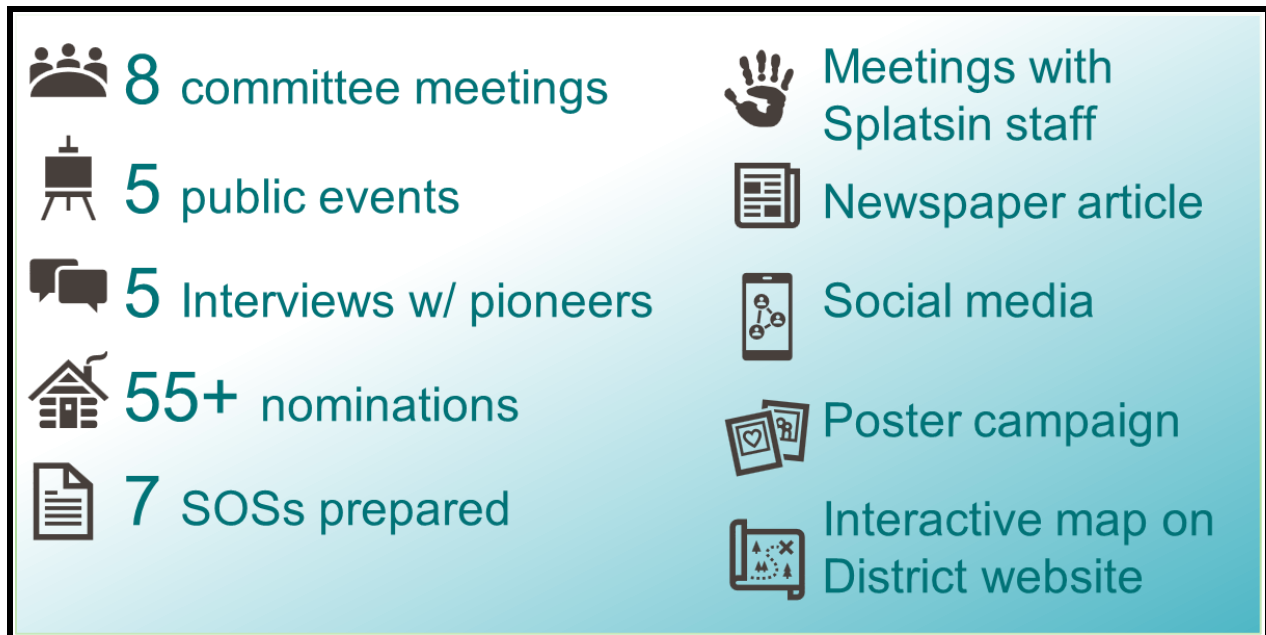 8 committee meetings
5 public events
5 Interviews w/ pioneers
55+ nominations
7 SOSs prepared
Meetings with
Splatsin staff
Newspaper article
Social media
Poster campaign
Interactive map on
District website